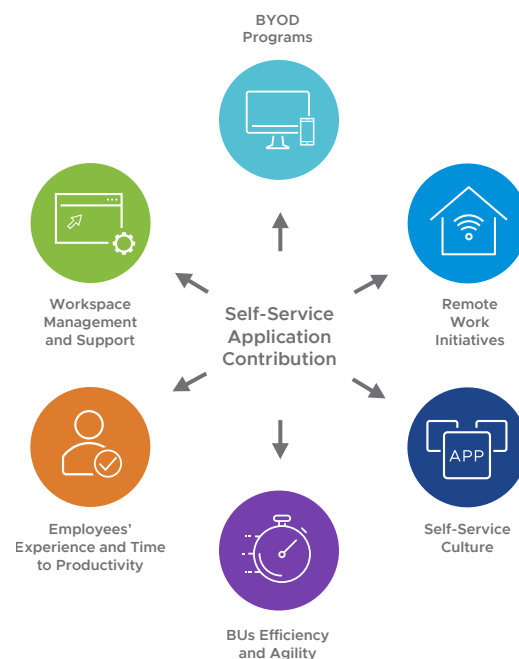 BYOD
Programs
Workspace
Management
and Support
Self-Service
Application
Contribution
Remote
Work
Initiatives
APP
Employees'
Experience and Time
to Productivity
Self-Service
Culture
BUs Efficiency
and Agility